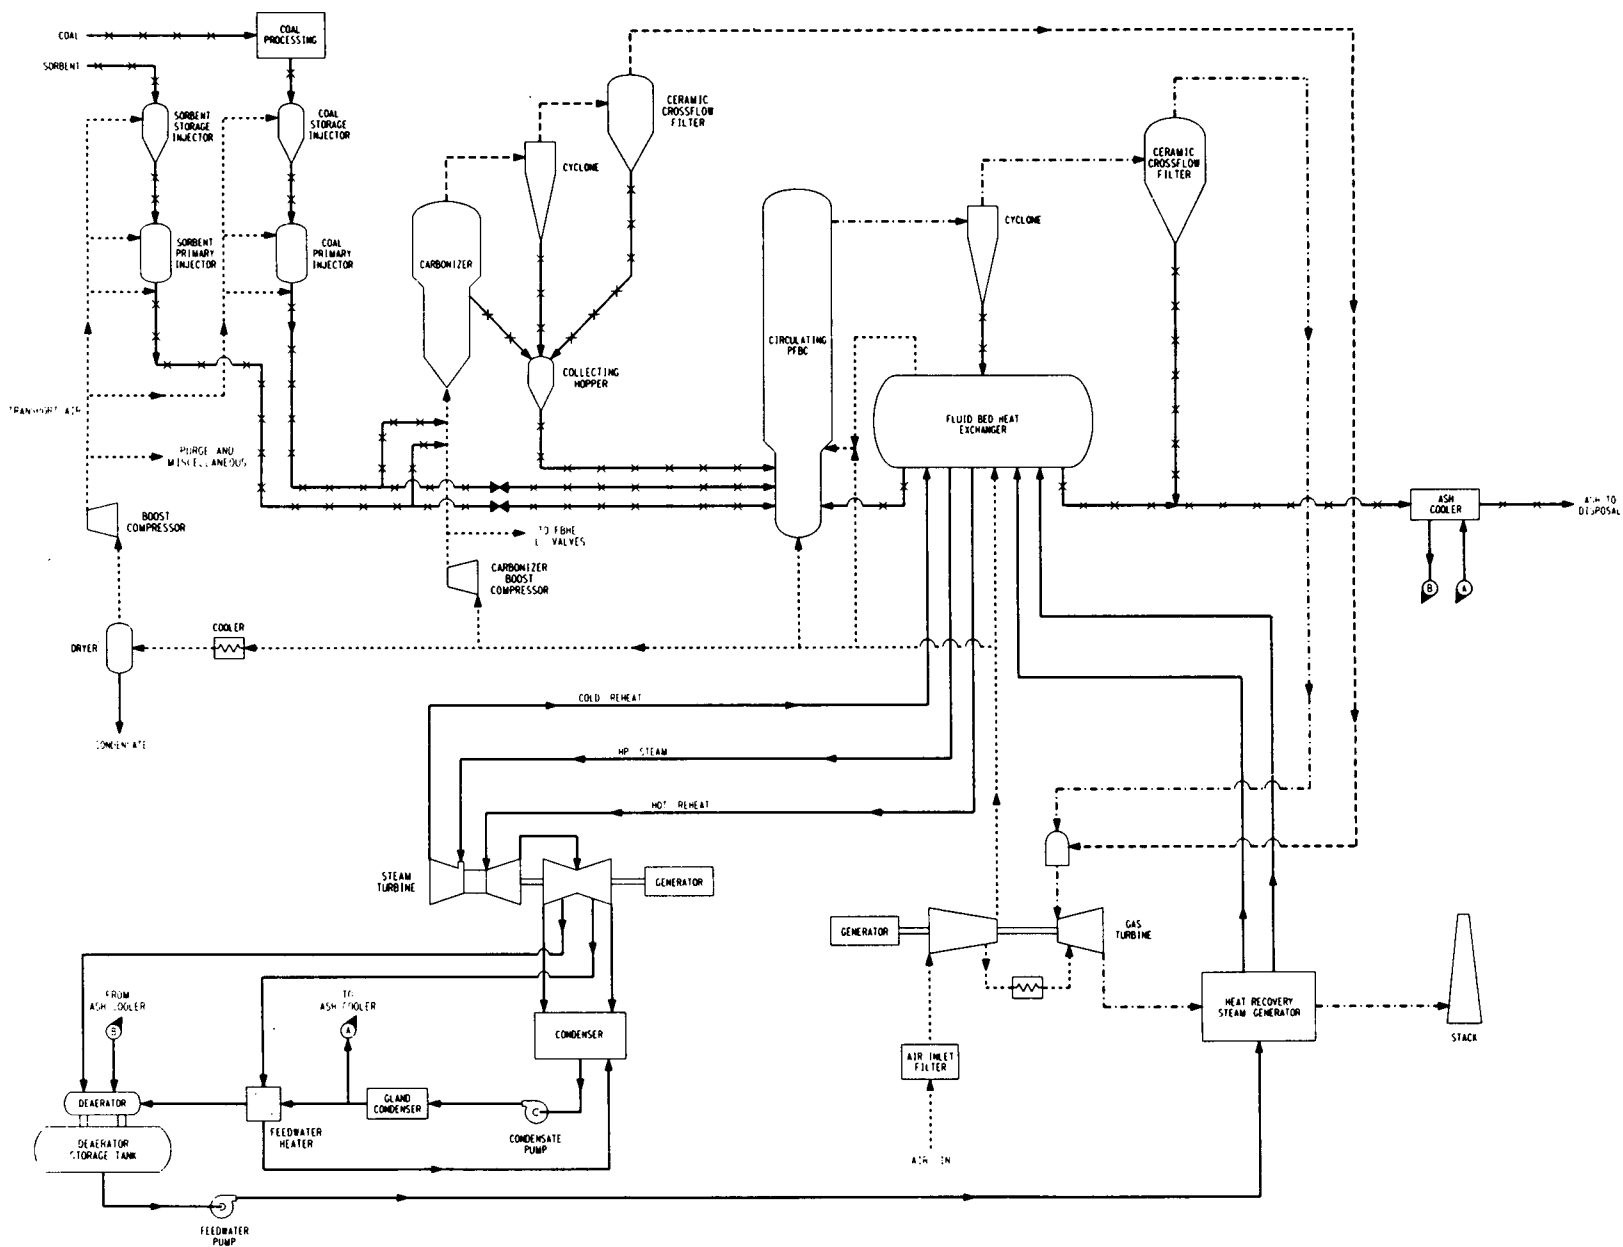 COAL
COAL
PROCESSING
SORBENT
SORBENT
STORAGE
INJECTOR
COAL
STORAGE
INJECTOR
CERAMIC
CROSSFLOW
FILTER
CYCLONE
CERAMIC
CROSSFLOW
FILTER
CYCLONE
SORBENT
PRIMARY
INJECTOR
COAL
PRIMARY
INJECTOR
CARBONIZER
CIRCULATING
PFBC
COLLECTING
HOPPER
FLUID BED HEAT
EXCHANGER
TRANSPORT AIR
PURGE AND
MISCELLANEOUS
BOOST
COMPRESSOR
TO FBHE
VALVES
CARBONIZER
BOOST
COMPRESSOR
ASH
COOLER
ASH TO
DISPOSAL
B
A
COOLER
DRYER
CONDENSATE
COLD REHEAT
HP STEAM
HOT REHEAT
STEAM
TURBINE
GENERATOR
GENERATOR
GAS
TURBINE
HEAT RECOVERY
STEAM GENERATOR
STACK
AIR INLET
FILTER
AIR IN
FROM
ASH COOLER
B
TO
ASH COOLER
A
CONDENSER
DEAERATOR
GLAND
CONDENSER
C
CONDENSATE
PUMP
FEEDWATER
HEATER
DEAERATOR
STORAGE TANK
FEEDWATER
PUMP